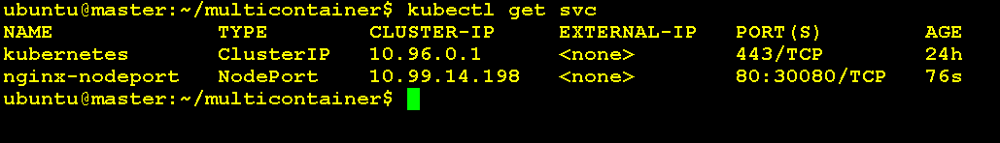 ubuntu@master:~/multicontainer$ kubectl get svc
NAME TYPE CLUSTER-IP EXTERNAL-IP PORT(S) AGE
kubernetes ClusterIP 10.96.0.1 <none> 443/TCP 24h
nginx-nodeport NodePort 10.99.14.198 <none> 80:30080/TCP 76s
ubuntu@master:~/multicontainer$